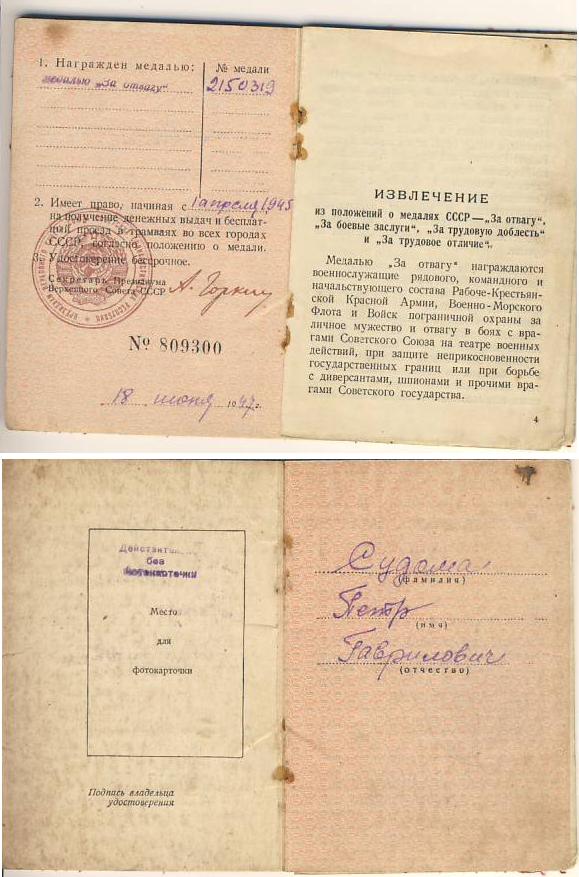 1. Награжден медалью:
№ медали
медалью „За отвагу“
2150319
2. Имеет право, начиная с 1 апреля 1945
на получение денежных выдач и бесплат-
ный проезд в трамваях во всех городах
СССР, согласно положению о медали.
3. Удостоверение бессрочное.
Секретарь Президиума
Верховного Совета СССР
А. Горкин
№ 809300
18 июня 1947 г.
ИЗВЛЕЧЕНИЕ
из положений о медалях СССР—„За отвагу“,
„За боевые заслуги“, „За трудовую доблесть“
и „За трудовое отличие“.
Медалью „За отвагу“ награждаются
военнослужащие рядового, командного и
начальствующего состава Рабоче-Крестьян-
ской Красной Армии, Военно-Морского
Флота и Войск пограничной охраны за
личное мужество и отвагу в боях с вра-
гами Советского Союза на театре военных
действий, при защите неприкосновенности
государственных границ или при борьбе
с диверсантами, шпионами и прочими вра-
гами Советского государства.
4
без
фотокарточки
Место
для
фотокарточки
Подпись владельца
удостоверения
Судома
(фамилия)
Петр
(имя)
Гаврилович
(отчество)